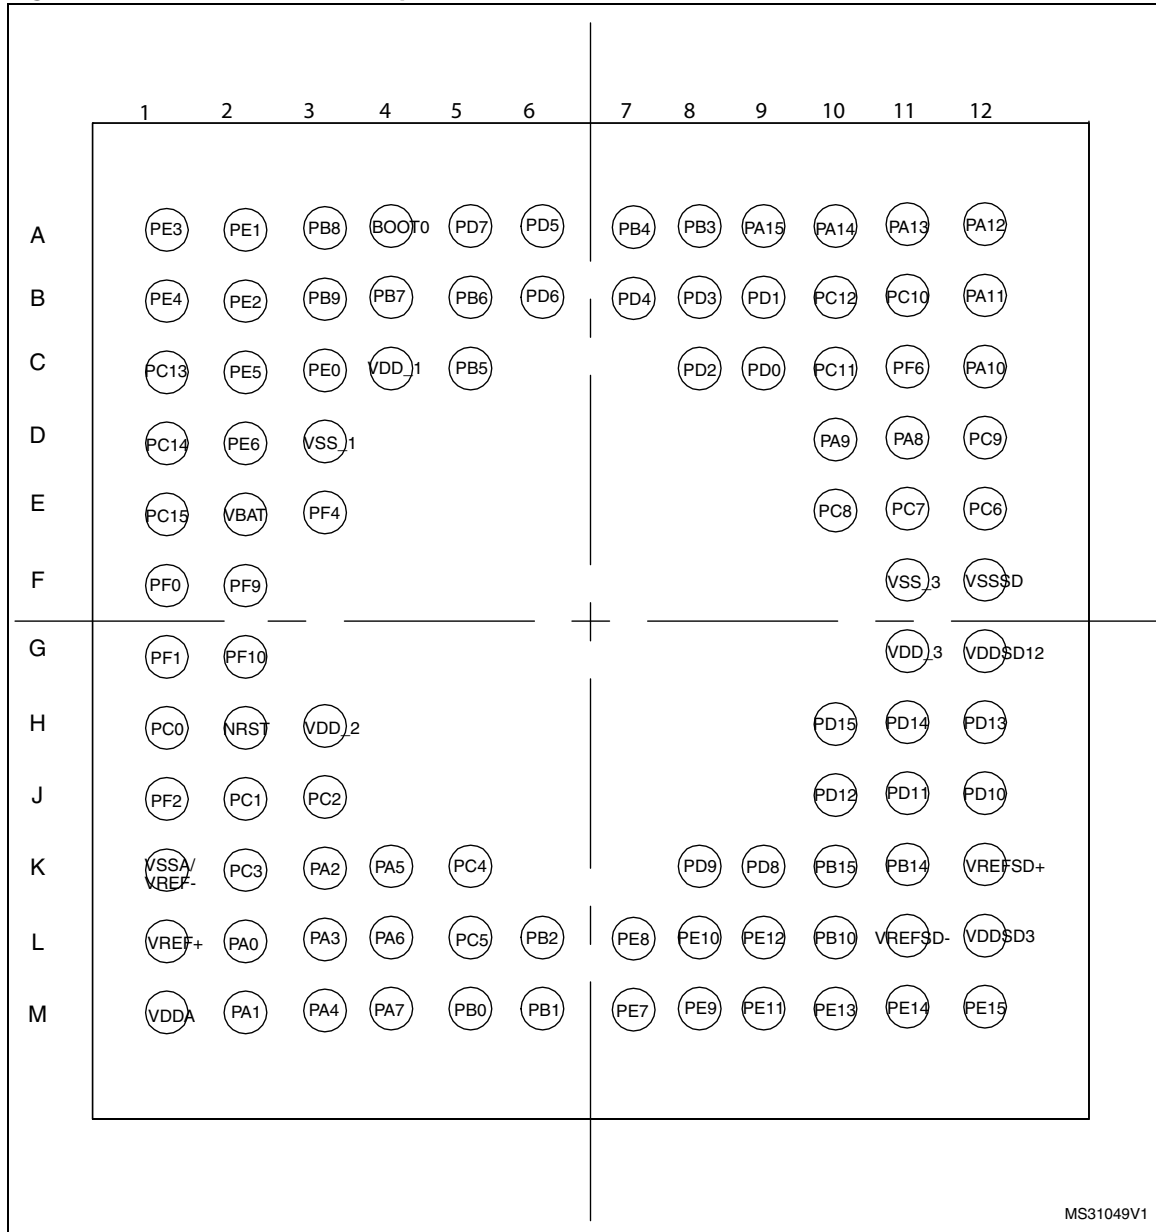 1 2 3 4 5 6 7 8 9 10 11 12
A PE3 PE1 PB8 BOOT0 PD7 PD5 PB4 PB3 PA15 PA14 PA13 PA12
B PE4 PE2 PB9 PB7 PB6 PD6 PD4 PD3 PD1 PC12 PC10 PA11
C PC13 PE5 PE0 VDD_1 PB5 PD2 PD0 PC11 PF6 PA10
D PC14 PE6 VSS_1 PA9 PA8 PC9
E PC15 VBAT PF4 PC8 PC7 PC6
F PF0 PF9 VSS_3 VSSSD
G PF1 PF10 VDD_3 VDDSD12
H PC0 NRST VDD_2 PD15 PD14 PD13
J PF2 PC1 PC2 PD12 PD11 PD10
K VSSA/ VREF- PC3 PA2 PA5 PC4 PD9 PD8 PB15 PB14 VREFSD+
L VREF+ PA0 PA3 PA6 PC5 PB2 PE8 PE10 PE12 PB10 VREFSD- VDDSD3
M VDDA PA1 PA4 PA7 PB0 PB1 PE7 PE9 PE11 PE13 PE14 PE15
MS31049V1